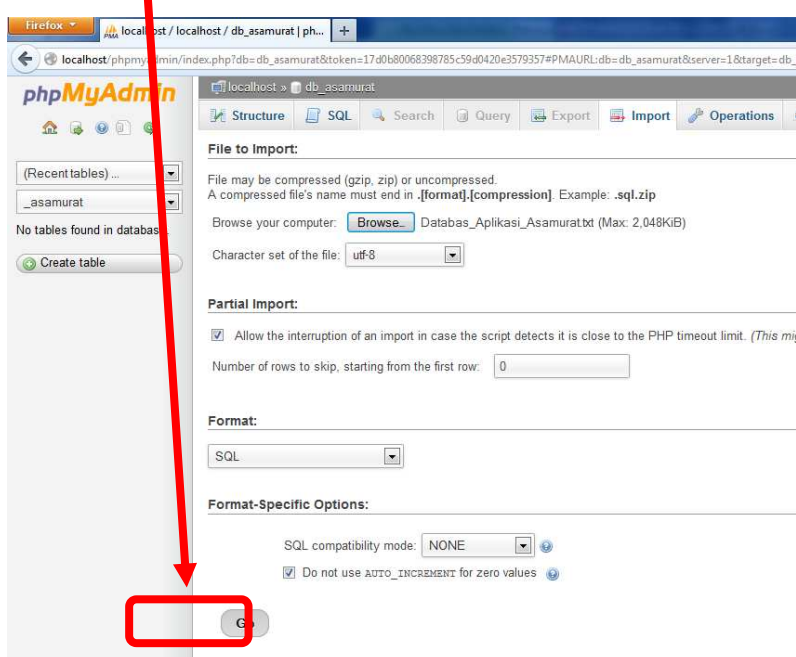 Firefox
localhost / localhost / db_asamurat | ph... +
localhost/phpmyadmin/index.php?db=db_asamurat&token=17d0b80068398785c59d0420e3579357#PMAURL:db=db_asamurat&server=1&target=db_
phpMyAdmin
localhost » db_asamurat
Structure SQL Search Query Export Import Operations
(Recent tables) ...
_asamurat
No tables found in database.
Create table
File to Import:
File may be compressed (gzip, zip) or uncompressed.
A compressed file's name must end in .[format].[compression]. Example: .sql.zip
Browse your computer: Browse... Databas_Aplikasi_Asamurat.txt (Max: 2,048KiB)
Character set of the file: utf-8
Partial Import:
Allow the interruption of an import in case the script detects it is close to the PHP timeout limit. (This mig
Number of rows to skip, starting from the first row: 0
Format:
SQL
Format-Specific Options:
SQL compatibility mode: NONE
Do not use AUTO_INCREMENT for zero values
Go